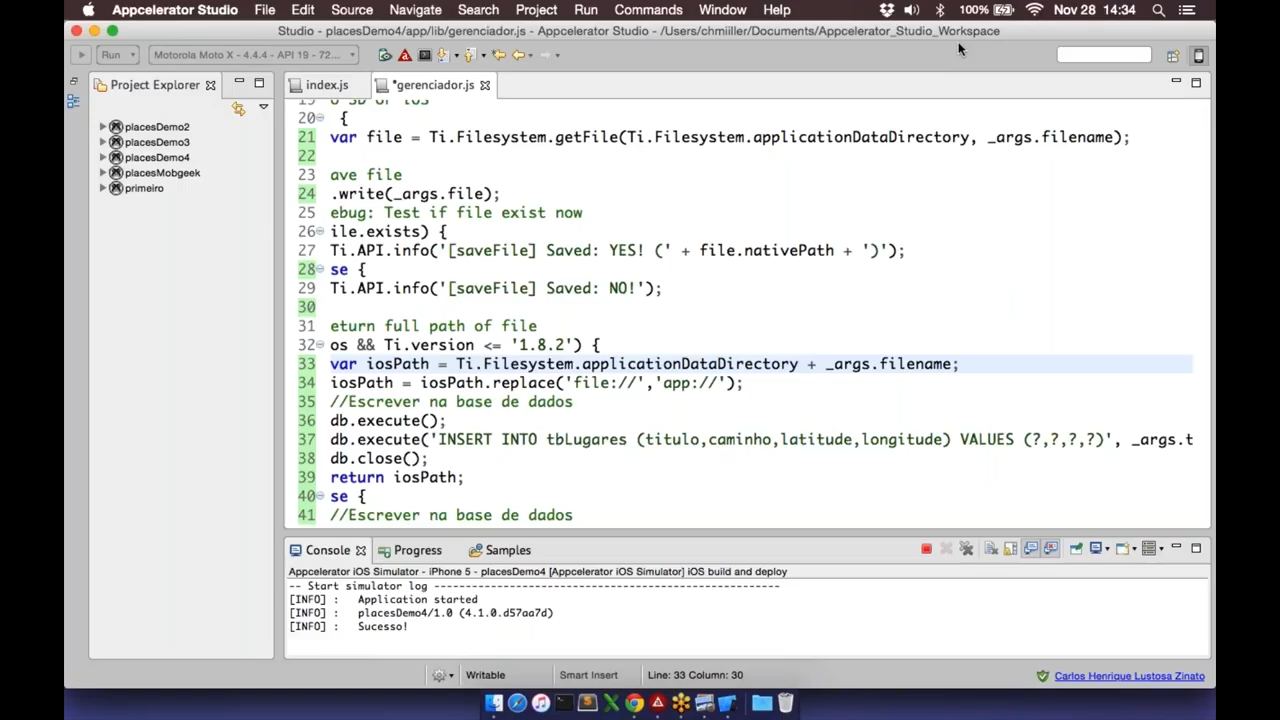 Appcelerator Studio File Edit Source Navigate Search Project Run Commands Window Help 100% Nov 28 14:34
Studio - placesDemo4/app/lib/gerenciador.js - Appcelerator Studio - /Users/chmiiller/Documents/Appcelerator_Studio_Workspace
Run Motorola Moto X - 4.4.4 - API 19 - 72...
Project Explorer
placesDemo2
placesDemo3
placesDemo4
placesMobgeek
primeiro
index.js *gerenciador.js
20 {
21 var file = Ti.Filesystem.getFile(Ti.Filesystem.applicationDataDirectory, _args.filename);
22
23 ave file
24 .write(_args.file);
25 ebug: Test if file exist now
26 ile.exists) {
27 Ti.API.info('[saveFile] Saved: YES! (' + file.nativePath + ')');
28 se {
29 Ti.API.info('[saveFile] Saved: NO!');
30
31 eturn full path of file
32 os && Ti.version <= '1.8.2') {
33 var iosPath = Ti.Filesystem.applicationDataDirectory + _args.filename;
34 iosPath = iosPath.replace('file://','app://');
35 //Escrever na base de dados
36 db.execute();
37 db.execute('INSERT INTO tbLugares (titulo,caminho,latitude,longitude) VALUES (?,?,?,?)', _args.t
38 db.close();
39 return iosPath;
40 se {
41 //Escrever na base de dados
Console Progress Samples
Appcelerator iOS Simulator - iPhone 5 - placesDemo4 [Appcelerator iOS Simulator] iOS build and deploy
-- Start simulator log --------------------------------------------------
[INFO] : Application started
[INFO] : placesDemo4/1.0 (4.1.0.d57aa7d)
[INFO] : Sucesso!
Writable Smart Insert Line: 33 Column: 30 Carlos Henrique Lustosa Zinato